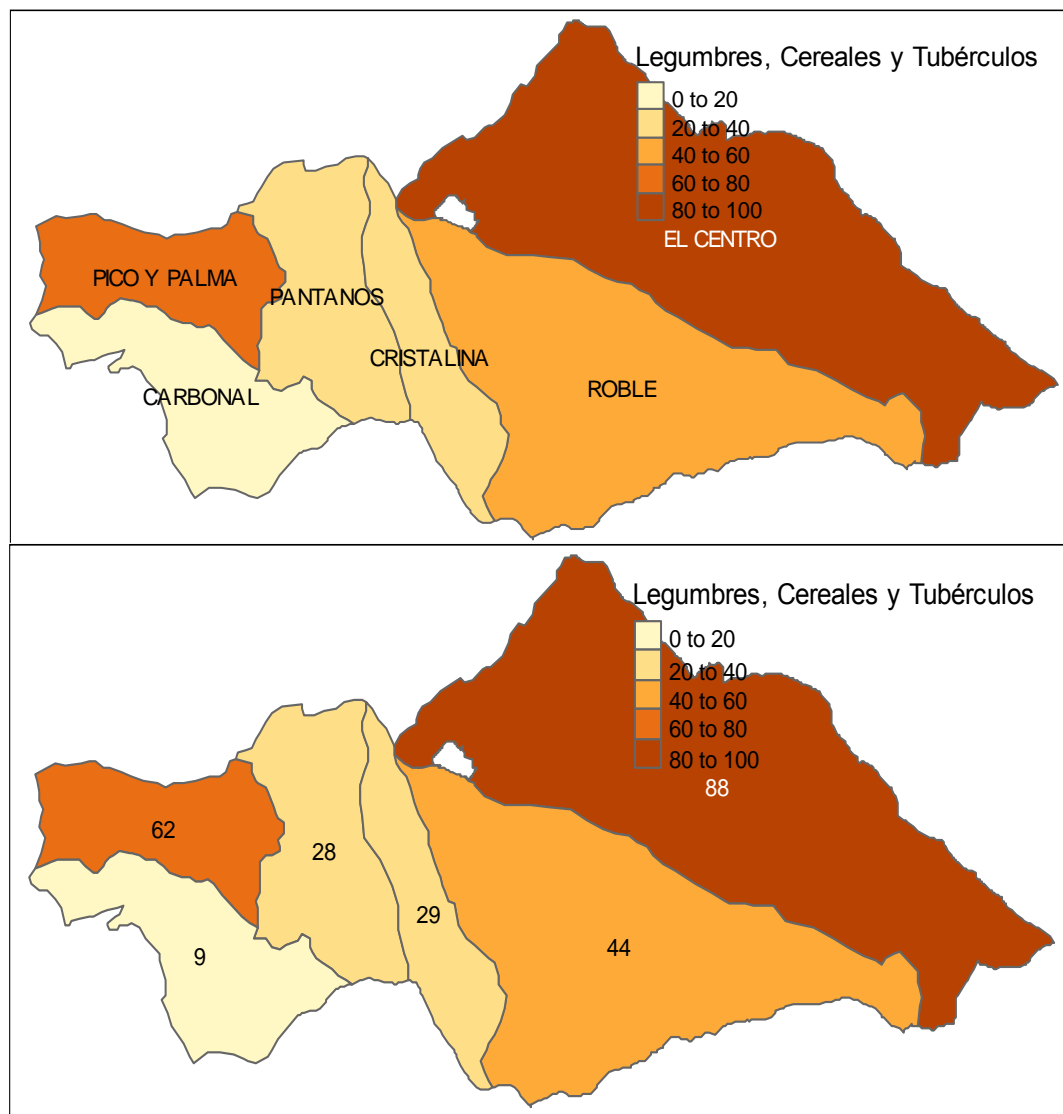 Legumbres, Cereales y Tubérculos
0 to 20
20 to 40
40 to 60
60 to 80
80 to 100
EL CENTRO
PICO Y PALMA
PANTANOS
CRISTALINA
CARBONAL
ROBLE
Legumbres, Cereales y Tubérculos
0 to 20
20 to 40
40 to 60
60 to 80
80 to 100
88
62
28
29
44
9